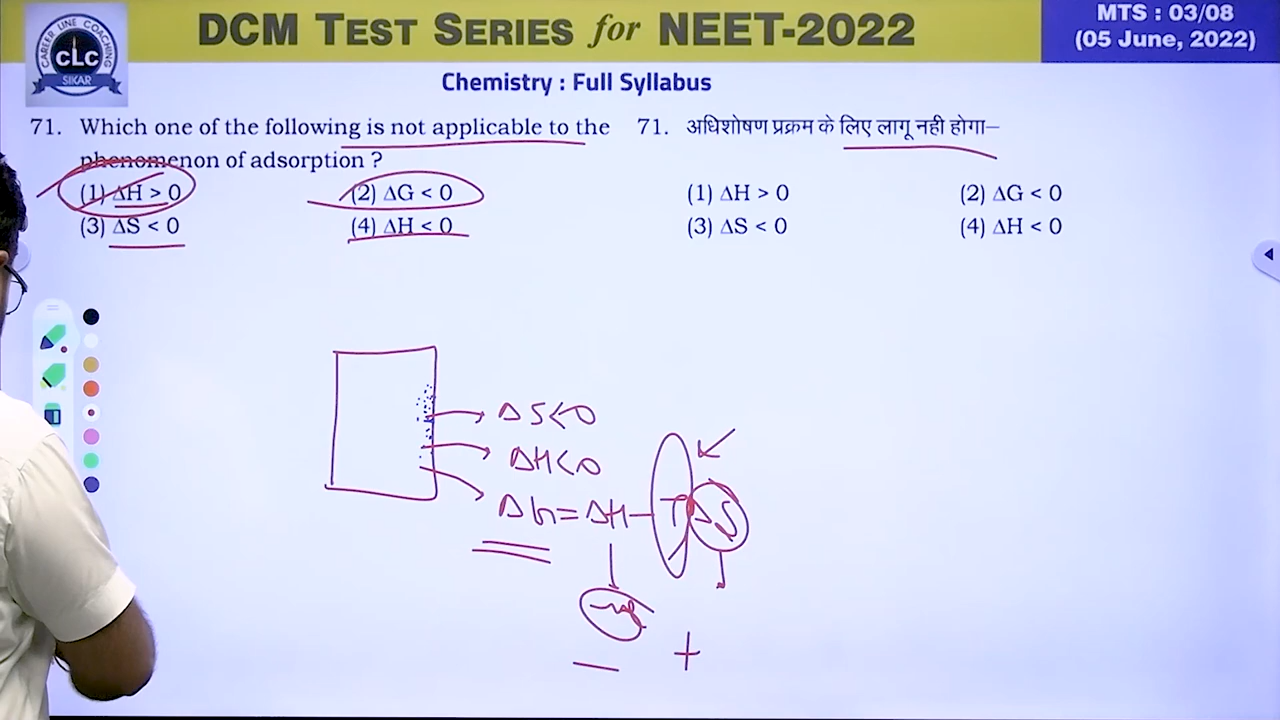 DCM TEST SERIES for NEET-2022
MTS : 03/08
(05 June, 2022)
CAREER LINE COACHING
CLC
SIKAR
Chemistry : Full Syllabus
71. Which one of the following is not applicable to the
phenomenon of adsorption ?
(1) ΔH > 0 (2) ΔG < 0
(3) ΔS < 0 (4) ΔH < 0
71. अधिशोषण प्रक्रम के लिए लागू नही होगा–
(1) ΔH > 0 (2) ΔG < 0
(3) ΔS < 0 (4) ΔH < 0
ΔS<0
ΔH<0
ΔG=ΔH-TΔS
-ve
- +